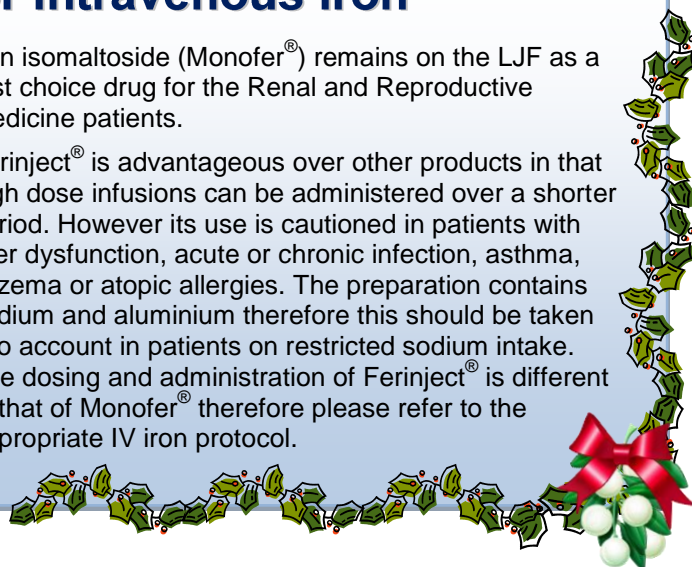 r intravenous iron
n isomaltoside (Monofer®) remains on the LJF as a
st choice drug for the Renal and Reproductive
edicine patients.
rinject® is advantageous over other products in that
gh dose infusions can be administered over a shorter
riod. However its use is cautioned in patients with
er dysfunction, acute or chronic infection, asthma,
zema or atopic allergies. The preparation contains
dium and aluminium therefore this should be taken
o account in patients on restricted sodium intake.
e dosing and administration of Ferinject® is different
that of Monofer® therefore please refer to the
propriate IV iron protocol.